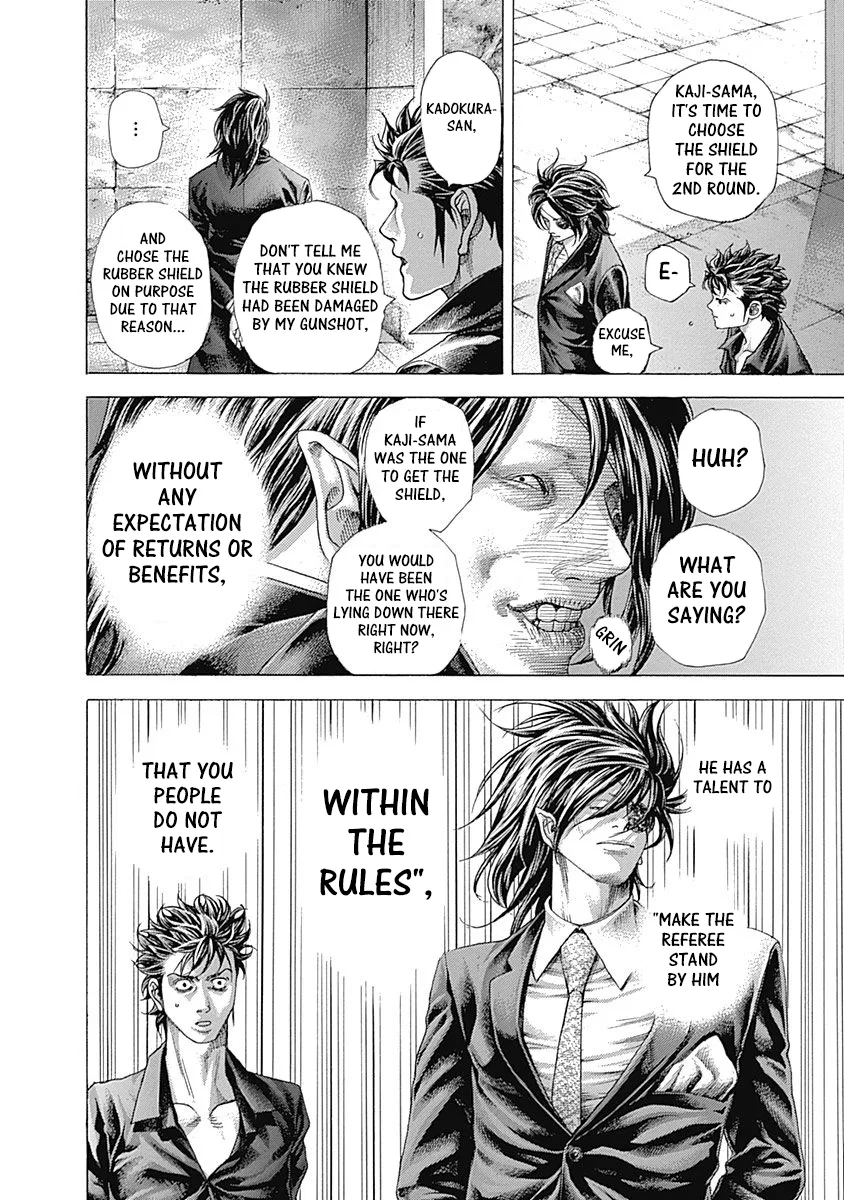 KAJI-SAMA,
IT'S TIME TO
CHOOSE
THE SHIELD
FOR THE
2ND ROUND.
E-
EXCUSE
ME,
KADOKURA-
SAN,
DON'T TELL ME
THAT YOU KNEW
THE RUBBER SHIELD
HAD BEEN DAMAGED
BY MY GUNSHOT,
...
AND
CHOSE THE
RUBBER SHIELD
ON PURPOSE
DUE TO THAT
REASON...
HUH?
WHAT
ARE YOU
SAYING?
GRIN
IF
KAJI-SAMA
WAS THE ONE
TO GET THE
SHIELD,
YOU WOULD
HAVE BEEN
THE ONE WHO'S
LYING DOWN THERE
RIGHT NOW,
RIGHT?
WITHOUT
ANY
EXPECTATION
OF RETURNS OR
BENEFITS,
HE HAS A
TALENT TO
"MAKE THE
REFEREE
STAND
BY HIM
WITHIN
THE
RULES",
THAT YOU
PEOPLE
DO NOT
HAVE.